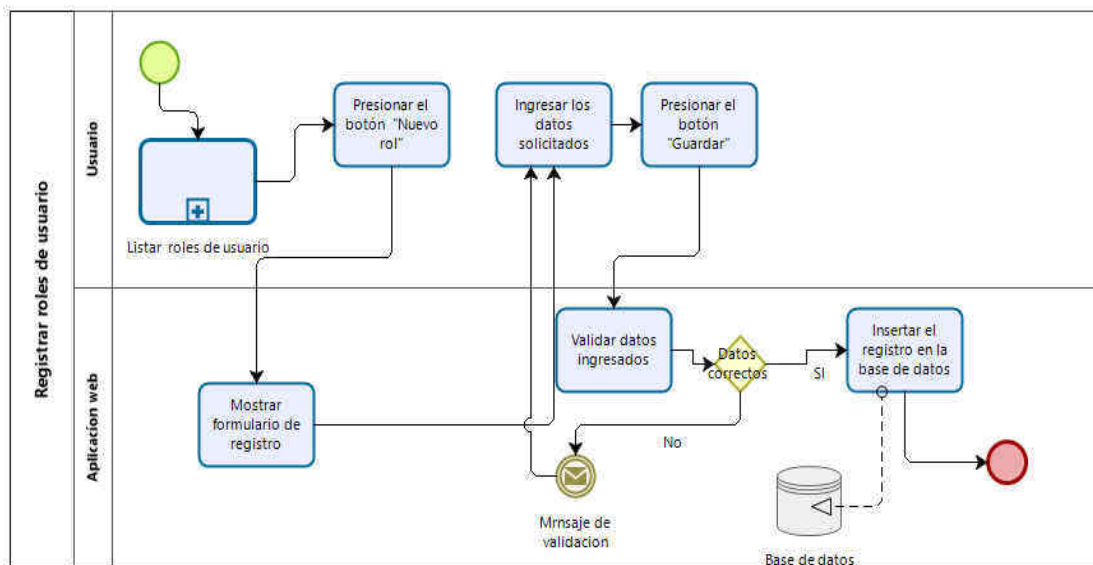 Registrar roles de usuario
Usuario
Presionar el
botón "Nuevo
rol"
Ingresar los
datos
solicitados
Presionar el
botón
"Guardar"
Listar roles de usuario
Aplicacíon web
Validar datos
ingresados
Datos
correctos
SI
Insertar el
registro en la
base de datos
Mostrar
formulario de
registro
No
Mrnsaje de
validacion
Base de datos